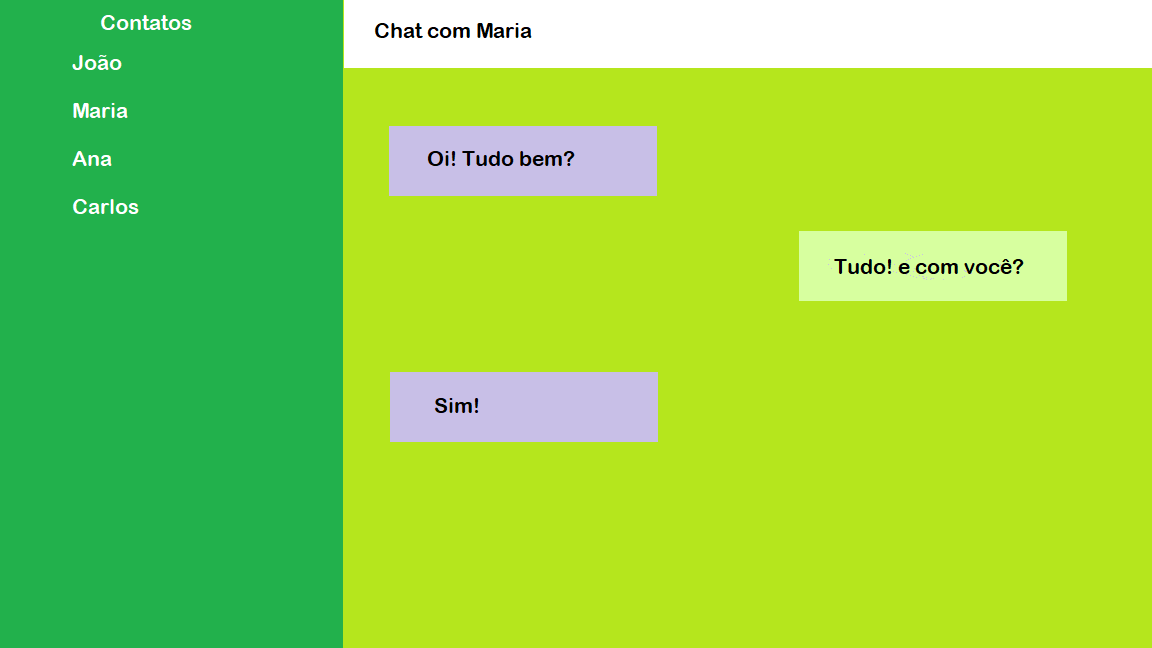 Contatos
João
Maria
Ana
Carlos
Chat com Maria
Oi! Tudo bem?
Tudo! e com você?
Sim!